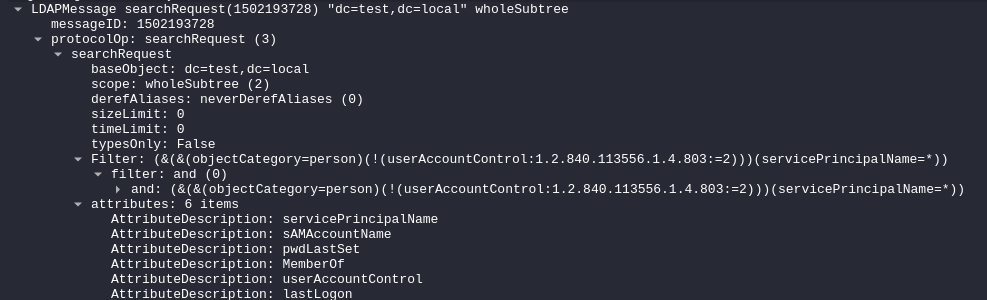 LDAPMessage searchRequest(1502193728) "dc=test,dc=local" wholeSubtree
messageID: 1502193728
protocolOp: searchRequest (3)
searchRequest
baseObject: dc=test,dc=local
scope: wholeSubtree (2)
derefAliases: neverDerefAliases (0)
sizeLimit: 0
timeLimit: 0
typesOnly: False
Filter: (&(&(objectCategory=person)(!(userAccountControl:1.2.840.113556.1.4.803:=2)))(servicePrincipalName=*))
filter: and (0)
and: (&(&(objectCategory=person)(!(userAccountControl:1.2.840.113556.1.4.803:=2)))(servicePrincipalName=*))
attributes: 6 items
AttributeDescription: servicePrincipalName
AttributeDescription: sAMAccountName
AttributeDescription: pwdLastSet
AttributeDescription: MemberOf
AttributeDescription: userAccountControl
AttributeDescription: lastLogon